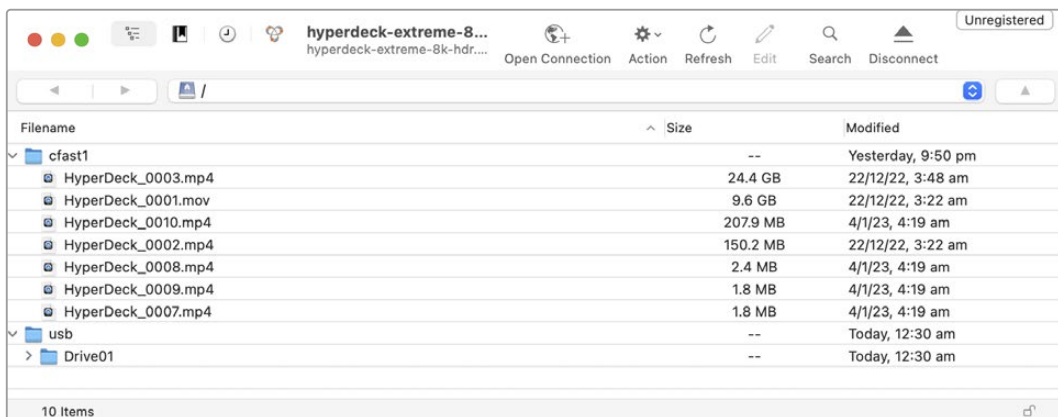 hyperdeck-extreme-8...
hyperdeck-extreme-8k-hdr....
Open Connection Action Refresh Edit Search Disconnect
Unregistered
/
Filename Size Modified
cfast1 -- Yesterday, 9:50 pm
HyperDeck_0003.mp4 24.4 GB 22/12/22, 3:48 am
HyperDeck_0001.mov 9.6 GB 22/12/22, 3:22 am
HyperDeck_0010.mp4 207.9 MB 4/1/23, 4:19 am
HyperDeck_0002.mp4 150.2 MB 22/12/22, 3:22 am
HyperDeck_0008.mp4 2.4 MB 4/1/23, 4:19 am
HyperDeck_0009.mp4 1.8 MB 4/1/23, 4:19 am
HyperDeck_0007.mp4 1.8 MB 4/1/23, 4:19 am
usb -- Today, 12:30 am
Drive01 -- Today, 12:30 am
10 Items